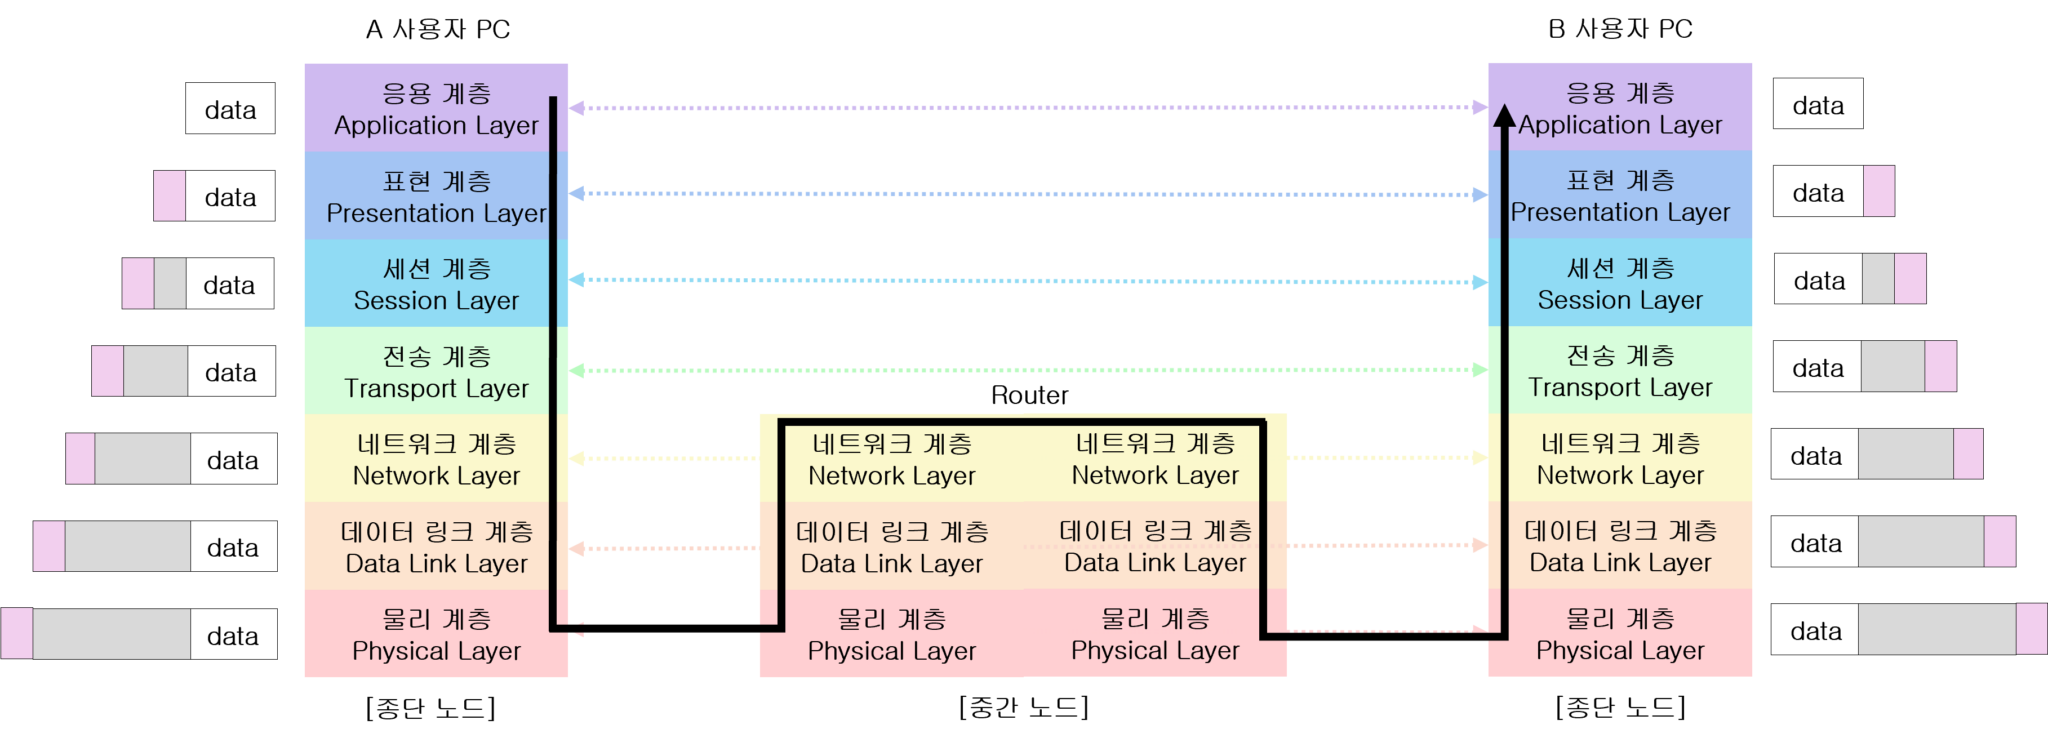 A 사용자 PC
B 사용자 PC
data
응용 계층
Application Layer
응용 계층
Application Layer
data
data
표현 계층
Presentation Layer
표현 계층
Presentation Layer
data
data
세션 계층
Session Layer
세션 계층
Session Layer
data
data
전송 계층
Transport Layer
전송 계층
Transport Layer
data
Router
data
네트워크 계층
Network Layer
네트워크 계층
Network Layer
네트워크 계층
Network Layer
네트워크 계층
Network Layer
data
data
데이터 링크 계층
Data Link Layer
데이터 링크 계층
Data Link Layer
데이터 링크 계층
Data Link Layer
데이터 링크 계층
Data Link Layer
data
data
물리 계층
Physical Layer
물리 계층
Physical Layer
물리 계층
Physical Layer
물리 계층
Physical Layer
data
[종단 노드]
[중간 노드]
[종단 노드]